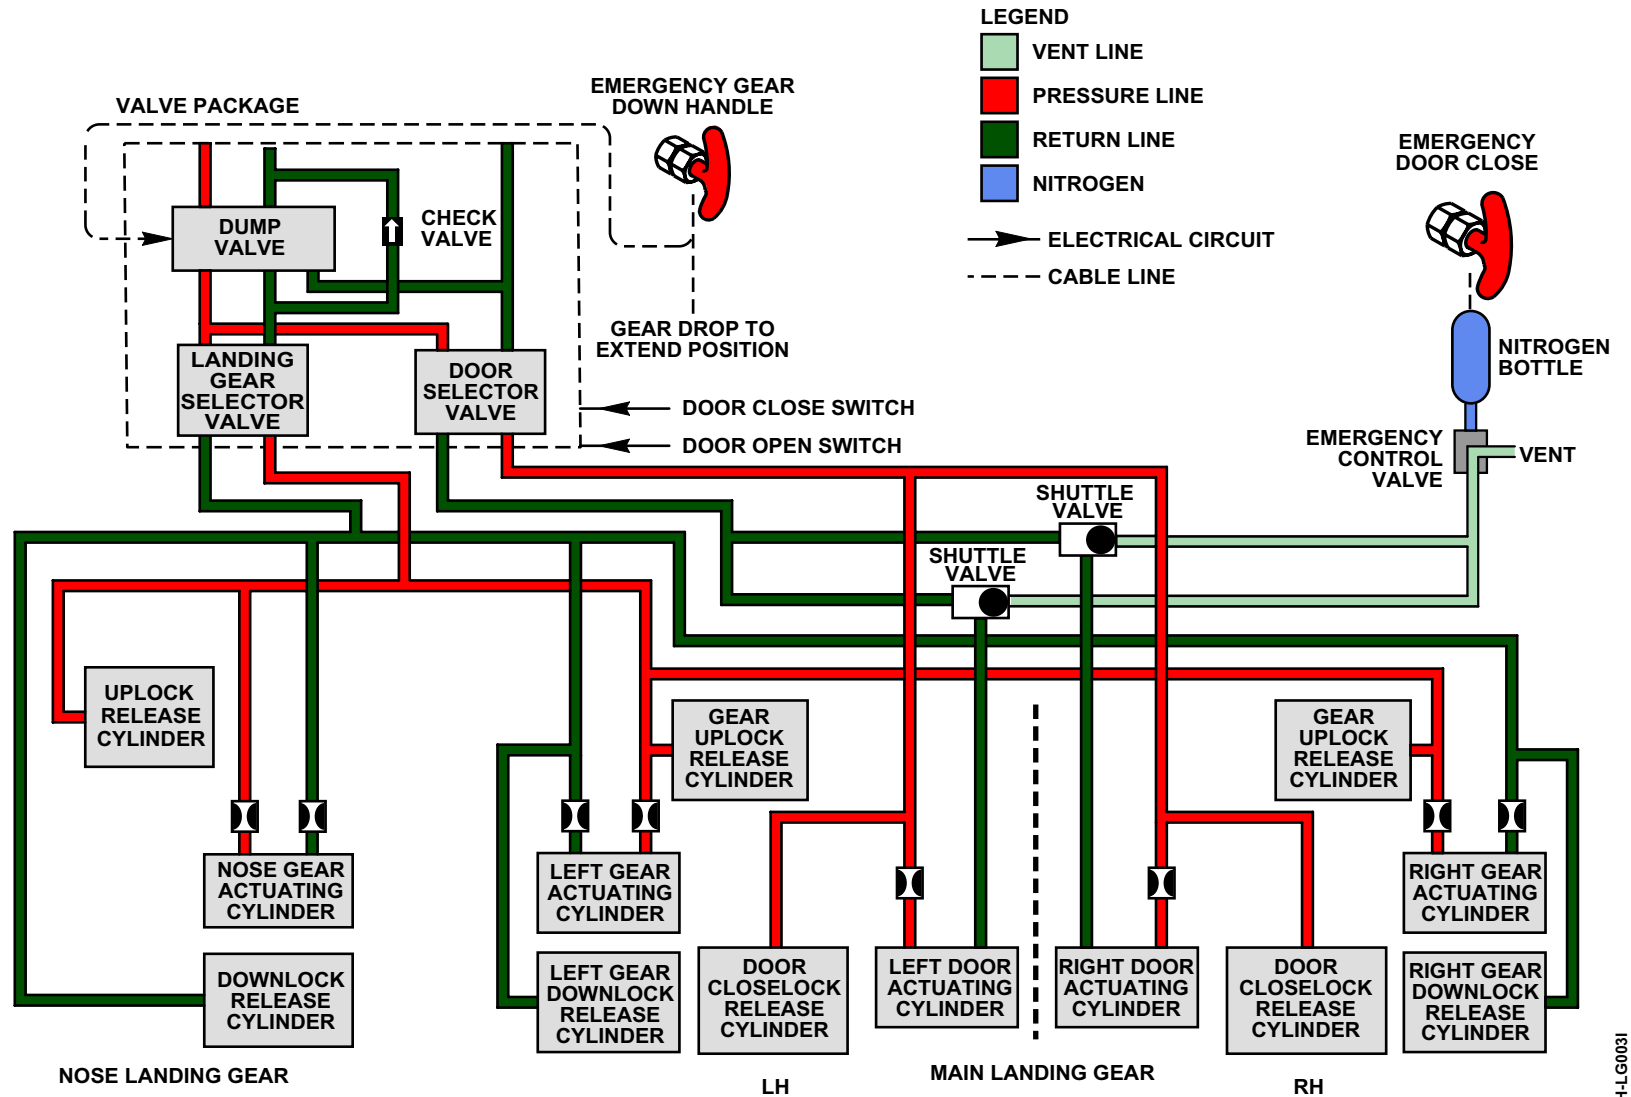 LEGEND
VENT LINE
PRESSURE LINE
RETURN LINE
NITROGEN
ELECTRICAL CIRCUIT
CABLE LINE
VALVE PACKAGE
EMERGENCY GEAR
DOWN HANDLE
EMERGENCY
DOOR CLOSE
DUMP
VALVE
CHECK
VALVE
GEAR DROP TO
EXTEND POSITION
LANDING
GEAR
SELECTOR
VALVE
DOOR
SELECTOR
VALVE
DOOR CLOSE SWITCH
DOOR OPEN SWITCH
NITROGEN
BOTTLE
EMERGENCY
CONTROL
VALVE
VENT
SHUTTLE
VALVE
SHUTTLE
VALVE
UPLOCK
RELEASE
CYLINDER
GEAR
UPLOCK
RELEASE
CYLINDER
GEAR
UPLOCK
RELEASE
CYLINDER
NOSE GEAR
ACTUATING
CYLINDER
LEFT GEAR
ACTUATING
CYLINDER
RIGHT GEAR
ACTUATING
CYLINDER
DOWNLOCK
RELEASE
CYLINDER
LEFT GEAR
DOWNLOCK
RELEASE
CYLINDER
DOOR
CLOSELOCK
RELEASE
CYLINDER
LEFT DOOR
ACTUATING
CYLINDER
RIGHT DOOR
ACTUATING
CYLINDER
DOOR
CLOSELOCK
RELEASE
CYLINDER
RIGHT GEAR
DOWNLOCK
RELEASE
CYLINDER
NOSE LANDING GEAR
LH
MAIN LANDING GEAR
RH